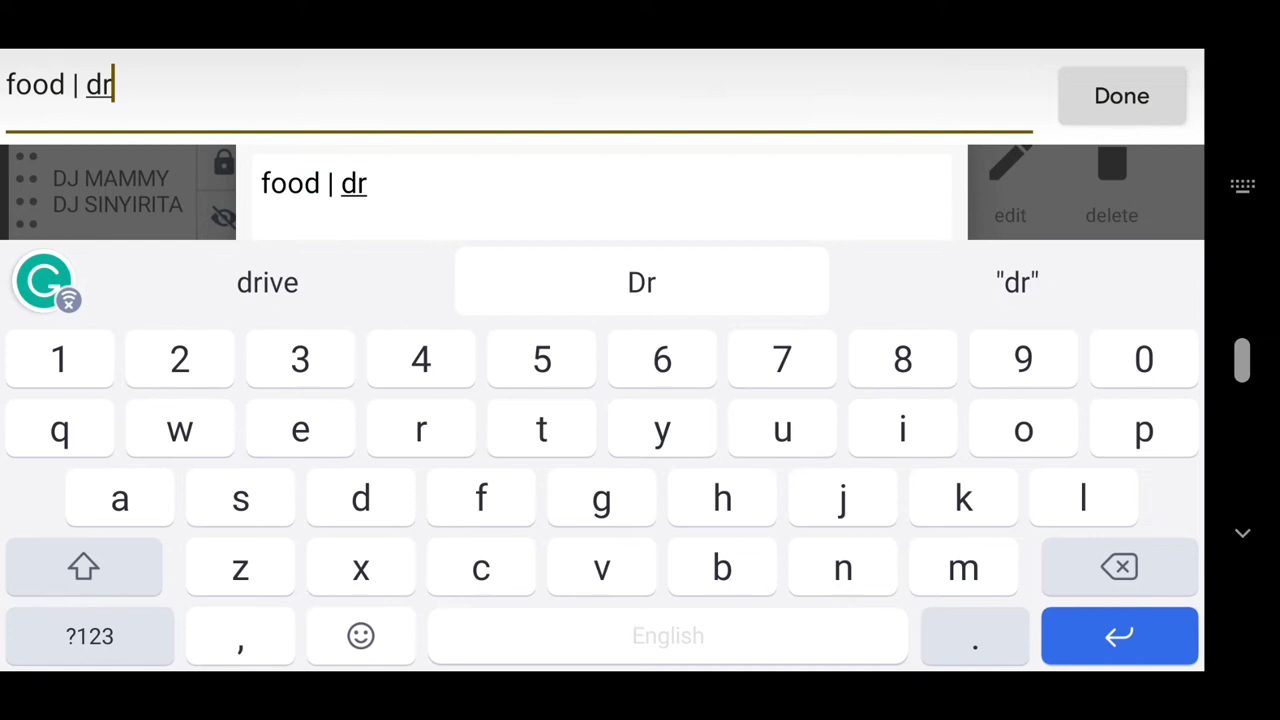 food | dr
Done
DJ MAMMY
DJ SINYIRITA
food | dr
edit
delete
drive
Dr
"dr"
1 2 3 4 5 6 7 8 9 0
q w e r t y u i o p
a s d f g h j k l
z x c v b n m
?123 , English .